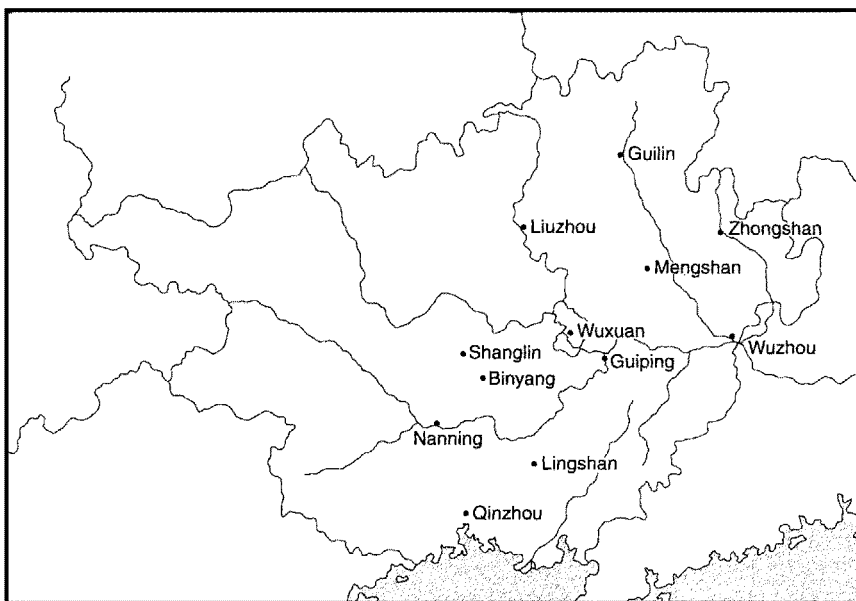 Guilin
Liuzhou
Zhongshan
Mengshan
Wuxuan
Wuzhou
Shanglin
Guiping
Binyang
Nanning
Lingshan
Qinzhou